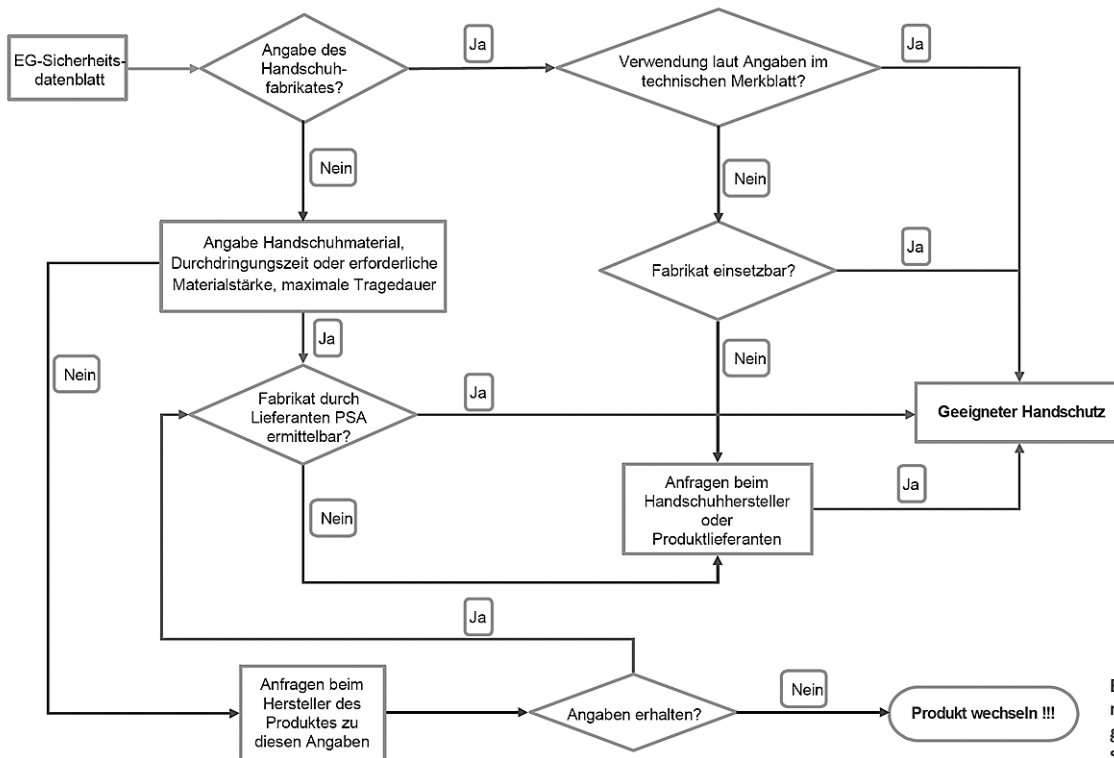 EG-Sicherheits-
datenblatt
Angabe des
Handschuh-
fabrikates?
Ja
Verwendung laut Angaben im
technischen Merkblatt?
Ja
Nein
Nein
Angabe Handschuhmaterial,
Durchdringungszeit oder erforderliche
Materialstärke, maximale Tragedauer
Fabrikat einsetzbar?
Ja
Nein
Ja
Nein
Fabrikat durch
Lieferanten PSA
ermittelbar?
Ja
Geeigneter Handschutz
Nein
Anfragen beim
Handschuhhersteller
oder
Produktlieferanten
Ja
Ja
Anfragen beim
Hersteller des
Produktes zu
diesen Angaben
Angaben erhalten?
Nein
Produkt wechseln !!!